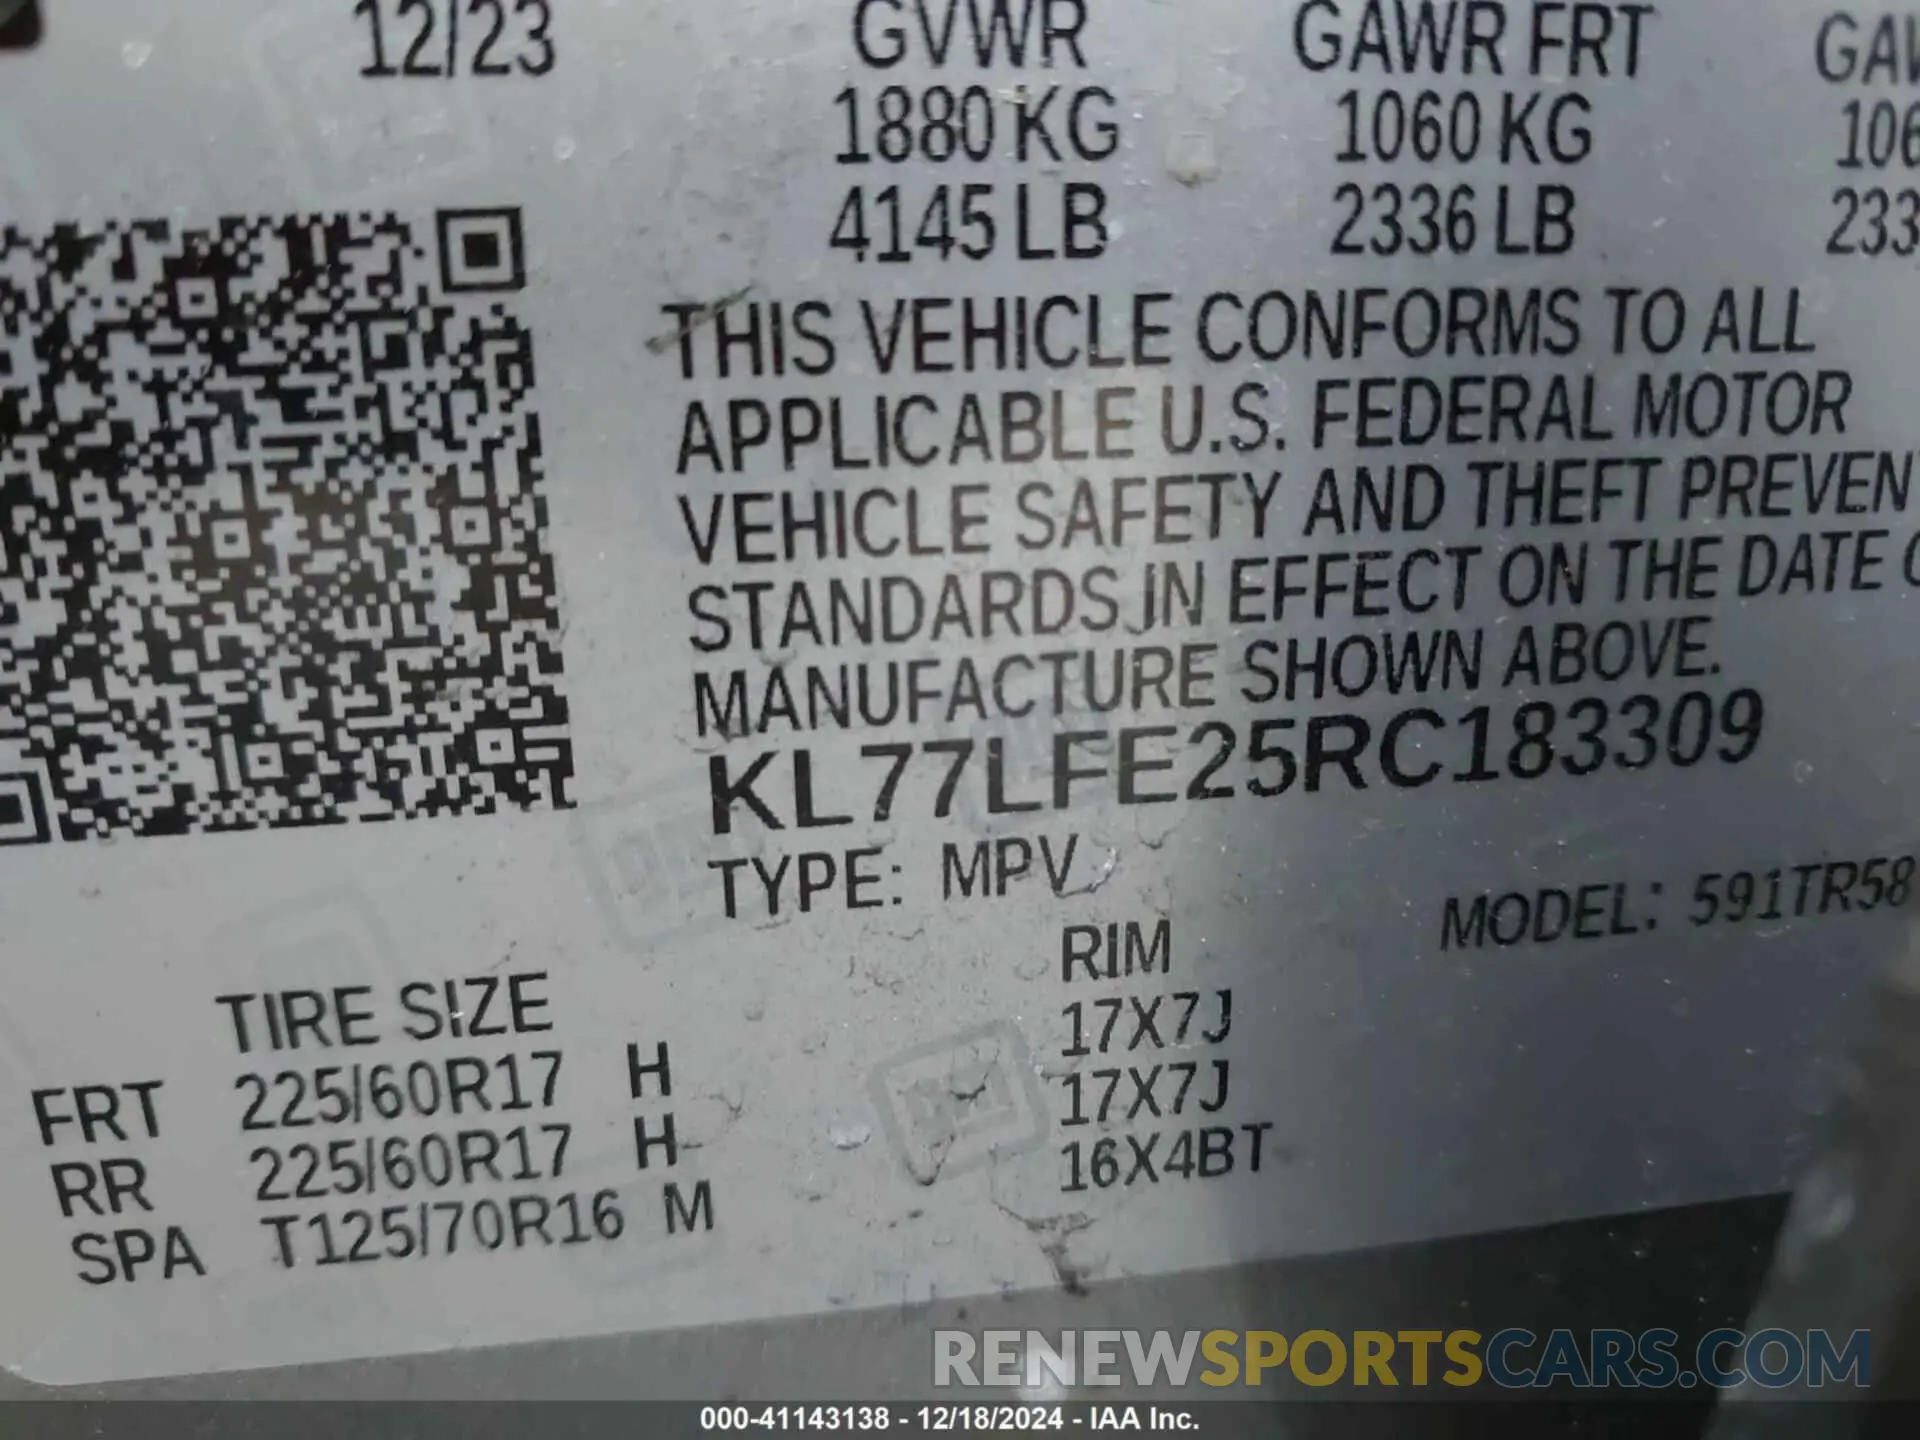 12/23 GVWR GAWR FRT
1880 KG 1060 KG
4145 LB 2336 LB
THIS VEHICLE CONFORMS TO ALL
APPLICABLE U.S. FEDERAL MOTOR
VEHICLE SAFETY AND THEFT PREVENT
STANDARDS IN EFFECT ON THE DATE
MANUFACTURE SHOWN ABOVE.
KL77LFE25RC183309
TYPE: MPV MODEL: 591TR58
TIRE SIZE RIM
FRT 225/60R17 H 17X7J
RR 225/60R17 H 17X7J
SPA T125/70R16 M 16X4BT
RENEWSPORTSCARS.COM
000-41143138 - 12/18/2024 - IAA Inc.